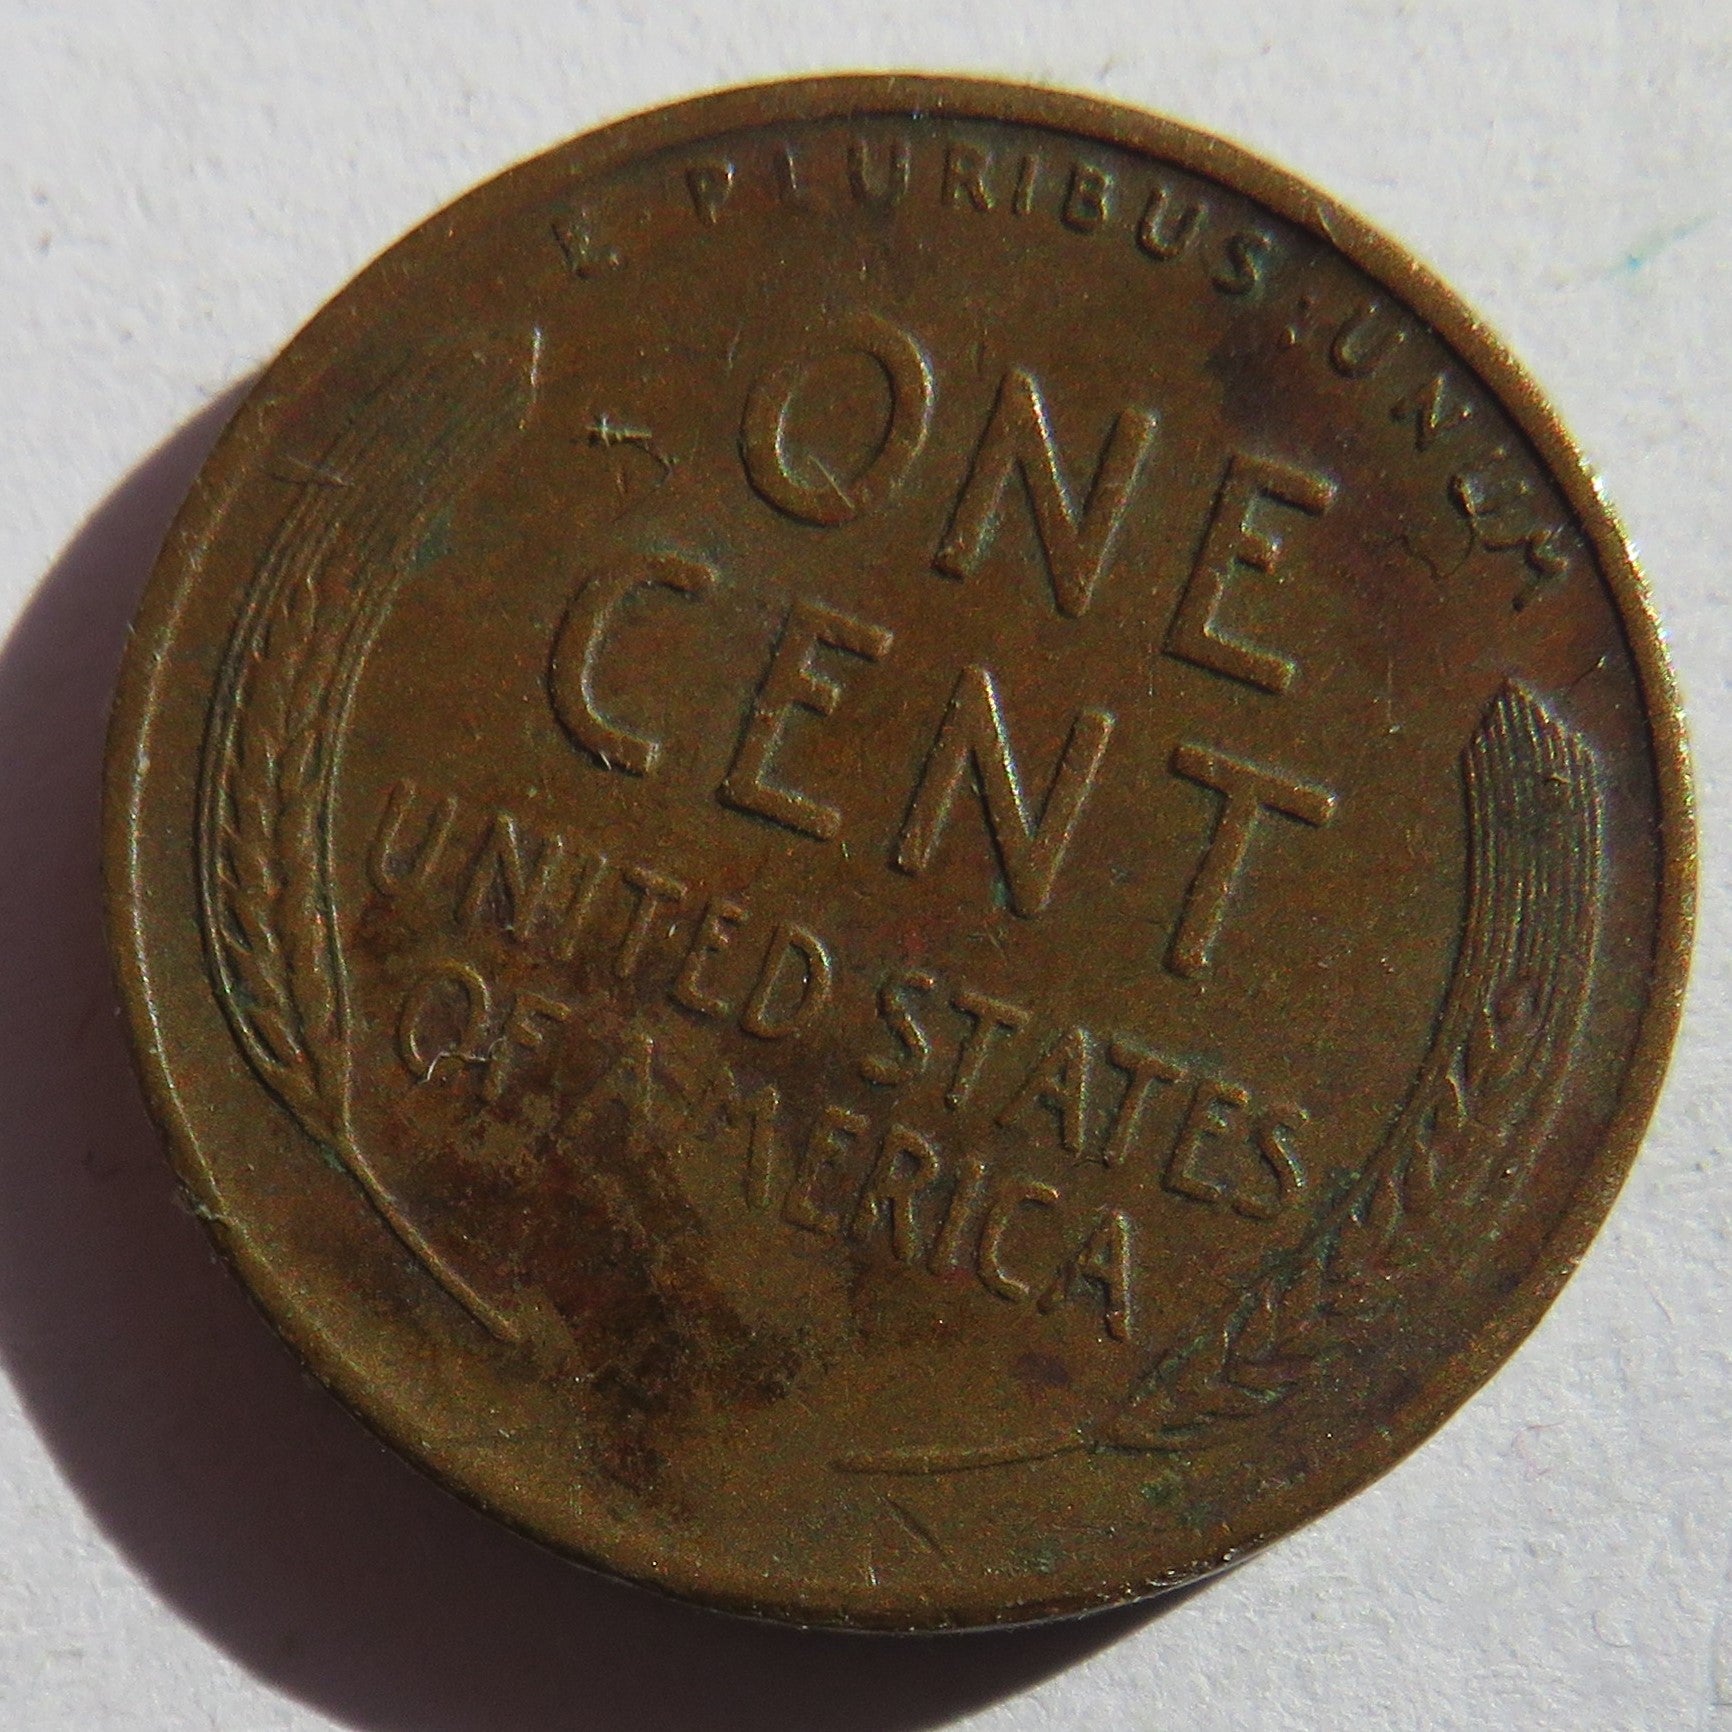 E PLURIBUS·UNUM
ONE
CENT
UNITED STATES
OF AMERICA